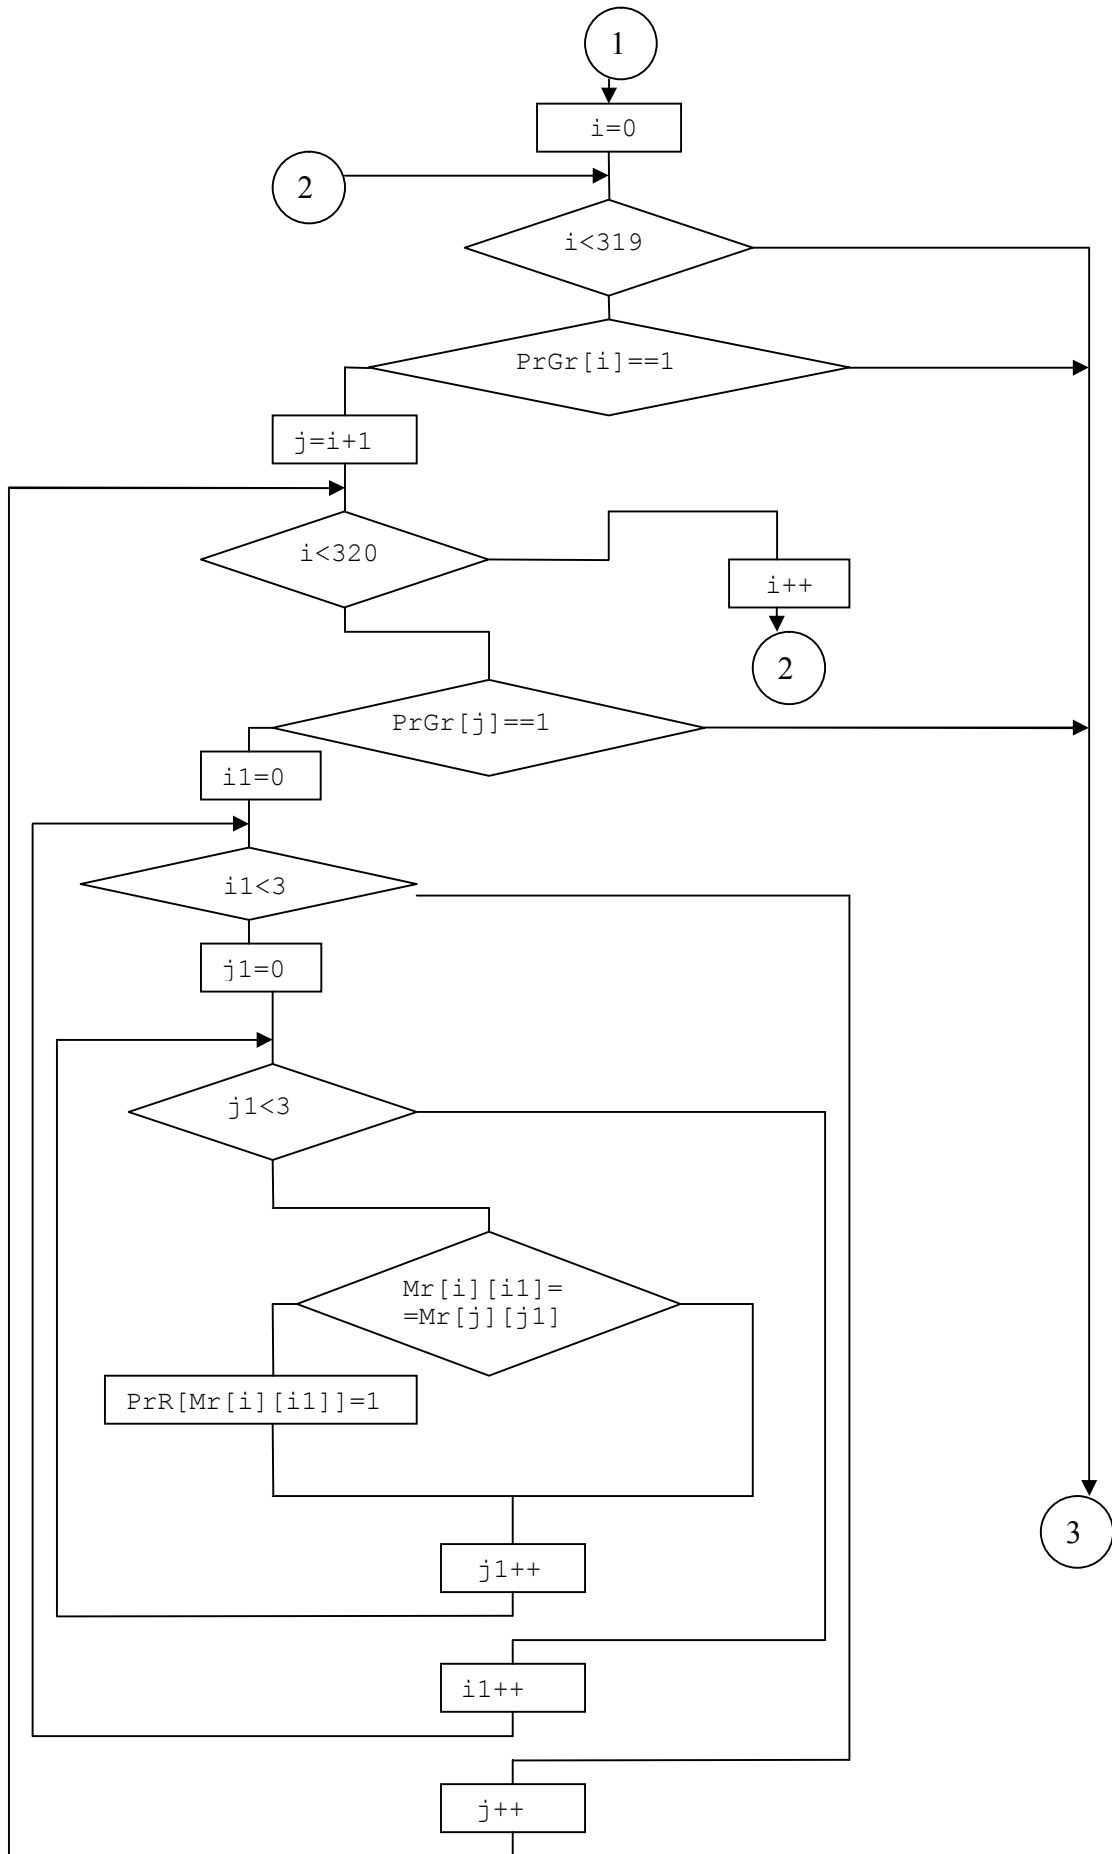 1
i=0
2
i<319
PrGr[i]==1
j=i+1
i<320
i++
2
PrGr[j]==1
i1=0
i1<3
j1=0
j1<3
Mr[i][i1]=
=Mr[j][j1]
PrR[Mr[i][i1]]=1
3
j1++
i1++
j++